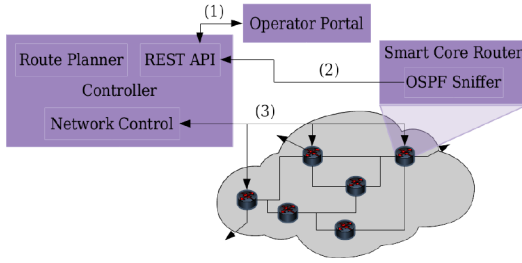 (1)
Operator Portal
Route Planner
REST API
Controller
Network Control
(2)
Smart Core Router
OSPF Sniffer
(3)